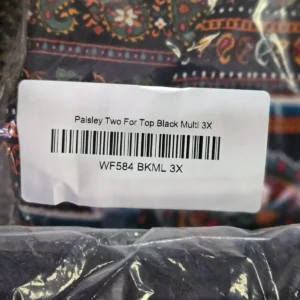 Paisley Two For Top Black Multi 3X
WF584 BKML 3X